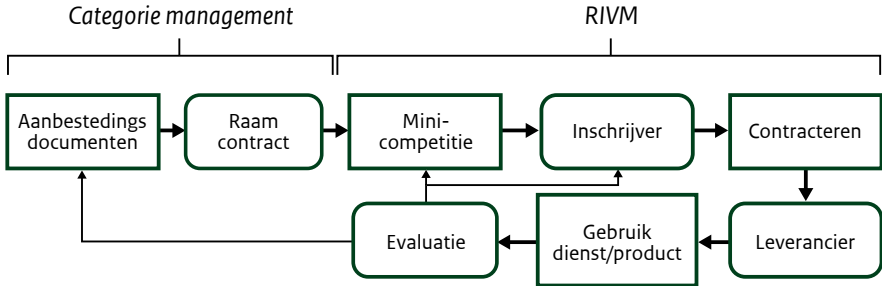 Categorie management
RIVM
Aanbestedings
documenten
Raam
contract
Mini-
competitie
Inschrijver
Contracteren
Evaluatie
Gebruik
dienst/product
Leverancier